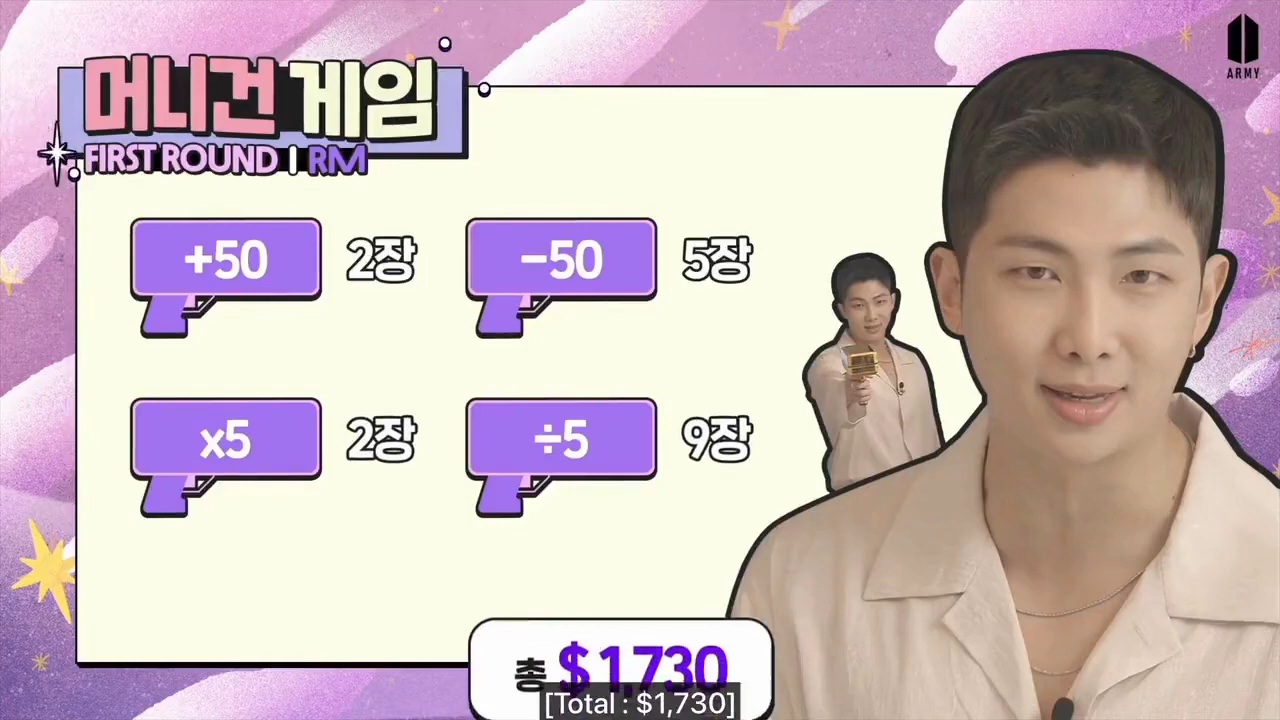 머니건 게임
ARMY
FIRST ROUND | RM
+50 2장 -50 5장
x5 2장 ÷5 9장
총 $1,730
[Total : $1,730]